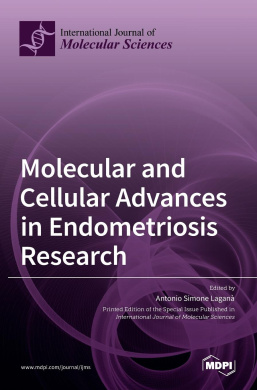 International Journal of
Molecular Sciences
Molecular and
Cellular Advances
in Endometriosis
Research
Edited by
Antonio Simone Laganà
Printed Edition of the Special Issue Published in
International Journal of Molecular Sciences
www.mdpi.com/journal/ijms
MDPI